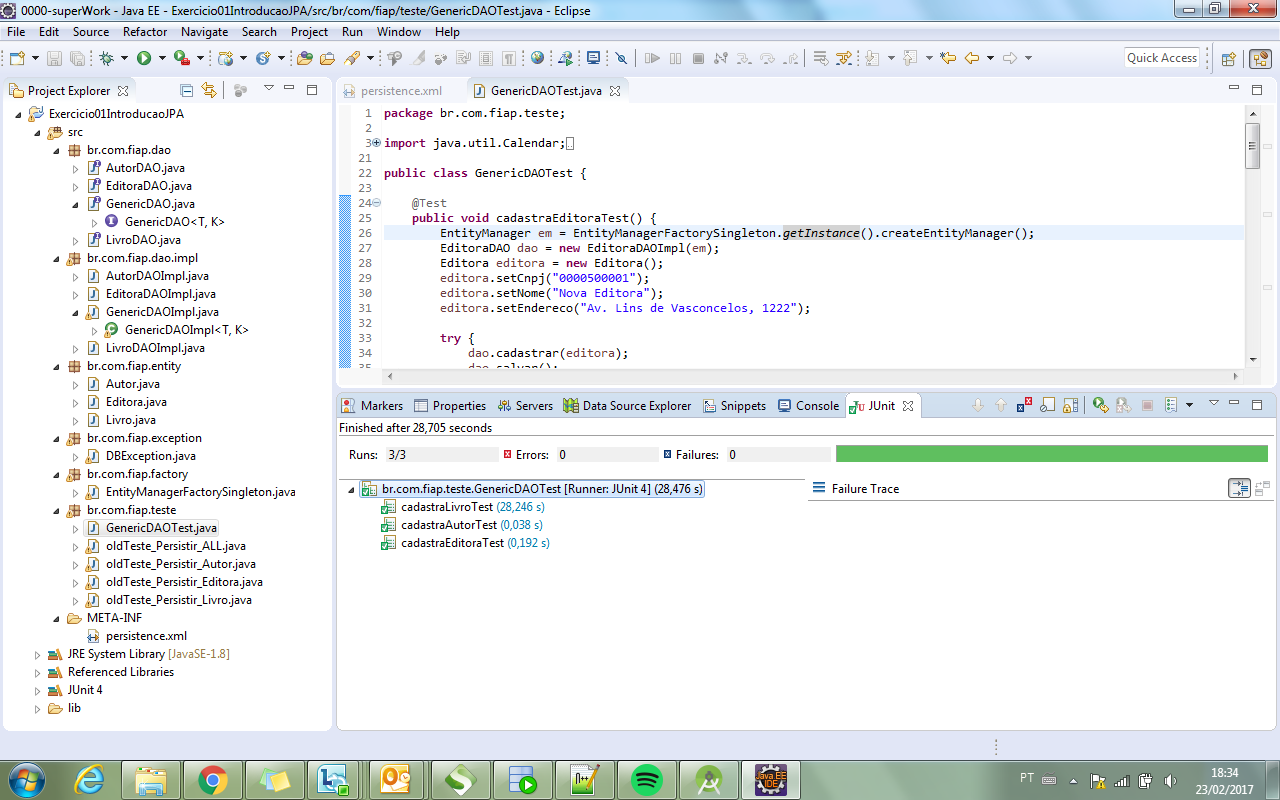 0000-superWork - Java EE - Exercicio01IntroducaoJPA/src/br/com/fiap/teste/GenericDAOTest.java - Eclipse
File Edit Source Refactor Navigate Search Project Run Window Help
Quick Access
Project Explorer
Exercicio01IntroducaoJPA
src
br.com.fiap.dao
AutorDAO.java
EditoraDAO.java
GenericDAO.java
GenericDAO<T, K>
LivroDAO.java
br.com.fiap.dao.impl
AutorDAOImpl.java
EditoraDAOImpl.java
GenericDAOImpl.java
GenericDAOImpl<T, K>
LivroDAOImpl.java
br.com.fiap.entity
Autor.java
Editora.java
Livro.java
br.com.fiap.exception
DBException.java
br.com.fiap.factory
EntityManagerFactorySingleton.java
br.com.fiap.teste
GenericDAOTest.java
oldTeste_Persistir_ALL.java
oldTeste_Persistir_Autor.java
oldTeste_Persistir_Editora.java
oldTeste_Persistir_Livro.java
META-INF
persistence.xml
JRE System Library [JavaSE-1.8]
Referenced Libraries
JUnit 4
lib
persistence.xml GenericDAOTest.java
1 package br.com.fiap.teste;
2
3 import java.util.Calendar;
21
22 public class GenericDAOTest {
23
24 @Test
25 public void cadastraEditoraTest() {
26 EntityManager em = EntityManagerFactorySingleton.getInstance().createEntityManager();
27 EditoraDAO dao = new EditoraDAOImpl(em);
28 Editora editora = new Editora();
29 editora.setCnpj("0000500001");
30 editora.setNome("Nova Editora");
31 editora.setEndereco("Av. Lins de Vasconcelos, 1222");
32
33 try {
34 dao.cadastrar(editora);
35 dao.salvar();
Markers Properties Servers Data Source Explorer Snippets Console JUnit
Finished after 28,705 seconds
Runs: 3/3 Errors: 0 Failures: 0
br.com.fiap.teste.GenericDAOTest [Runner: JUnit 4] (28,476 s)
cadastraLivroTest (28,246 s)
cadastraAutorTest (0,038 s)
cadastraEditoraTest (0,192 s)
Failure Trace
Java EE
IDE
PT
18:34
23/02/2017